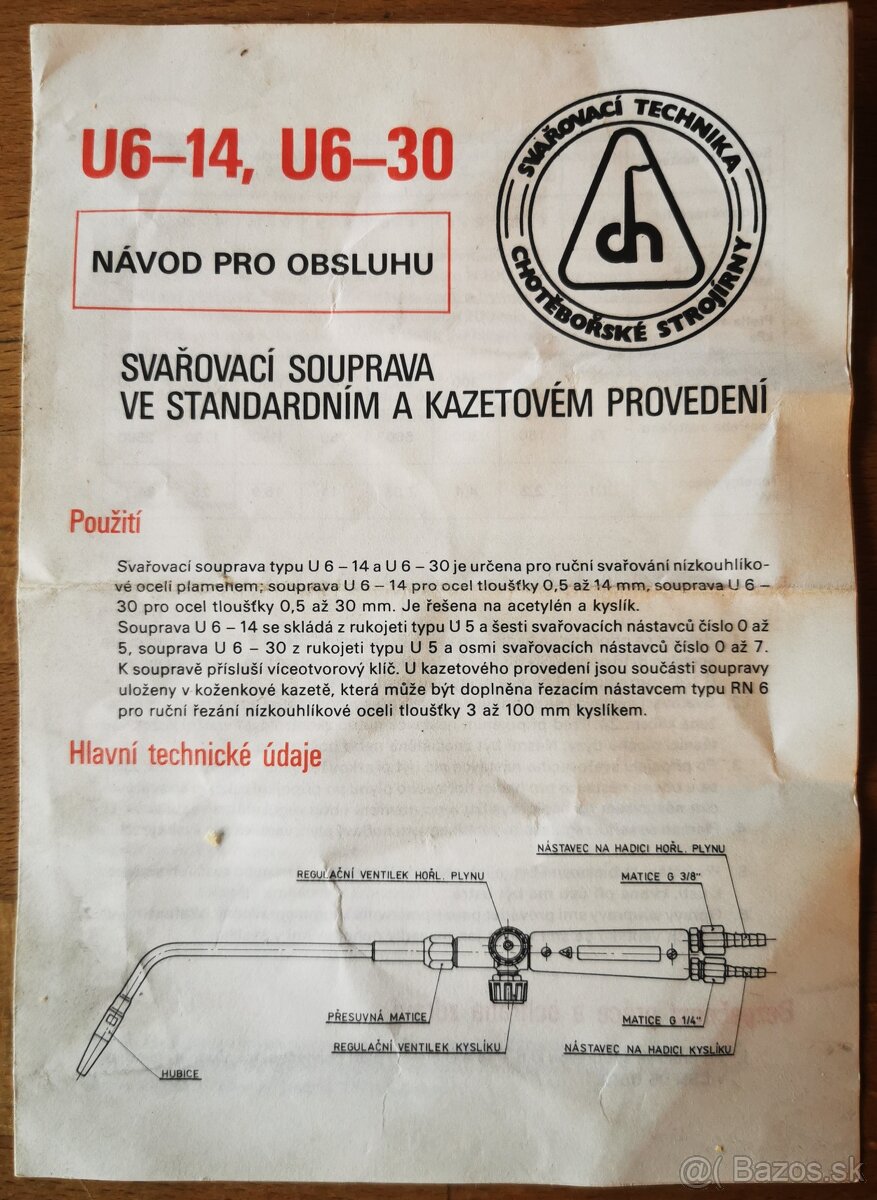 U6–14, U6–30
SVAŘOVACÍ TECHNIKA
CHOTĚBOŘSKÉ STROJÍRNY
ch
NÁVOD PRO OBSLUHU
SVAŘOVACÍ SOUPRAVA
VE STANDARDNÍM A KAZETOVÉM PROVEDENÍ
Použití
Svařovací souprava typu U 6 – 14 a U 6 – 30 je určena pro ruční svařování nízkouhlíko-
vé oceli plamenem; souprava U 6 – 14 pro ocel tloušťky 0,5 až 14 mm, souprava U 6 –
30 pro ocel tloušťky 0,5 až 30 mm. Je řešena na acetylén a kyslík.
Souprava U 6 – 14 se skládá z rukojeti typu U 5 a šesti svařovacích nástavců číslo 0 až
5, souprava U 6 – 30 z rukojeti typu U 5 a osmi svařovacích nástavců číslo 0 až 7.
K soupravě přísluší víceotvorový klíč. U kazetového provedení jsou součásti soupravy
uloženy v koženkové kazetě, která může být doplněna řezacím nástavcem typu RN 6
pro ruční řezání nízkouhlíkové oceli tloušťky 3 až 100 mm kyslíkem.
Hlavní technické údaje
NÁSTAVEC NA HADICI HOŘL. PLYNU
REGULAČNÍ VENTILEK HOŘL. PLYNU
MATICE G 3/8"
PŘESUVNÁ MATICE
MATICE G 1/4"
REGULAČNÍ VENTILEK KYSLÍKU
NÁSTAVEC NA HADICI KYSLÍKU
HUBICE
@( Bazos.sk